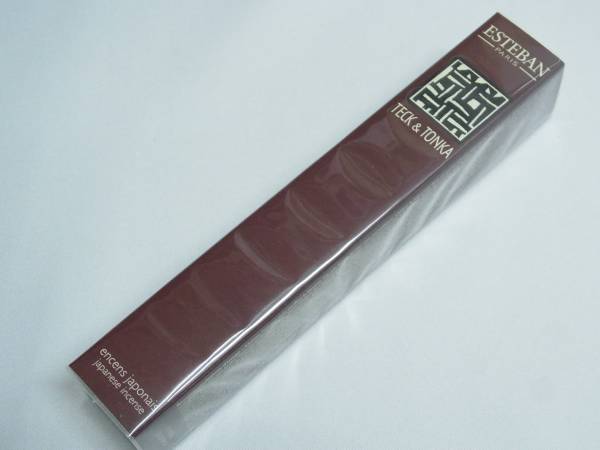 ESTEBAN
PARIS
TECK & TONKA
encens japonais
japanese incense